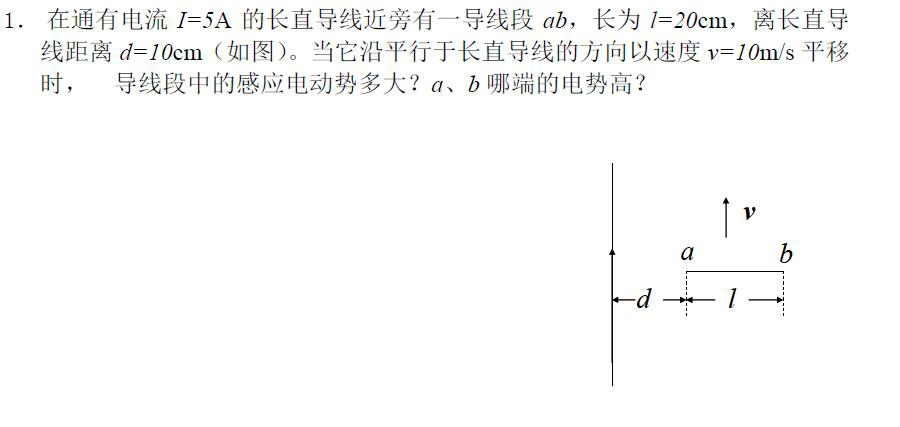 1． 在通有电流 I=5A 的长直导线近旁有一导线段 ab，长为 l=20cm，离长直导
线距离 d=10cm（如图）。当它沿平行于长直导线的方向以速度 v=10m/s 平移
时， 导线段中的感应电动势多大？a、b 哪端的电势高？
v
a b
d l